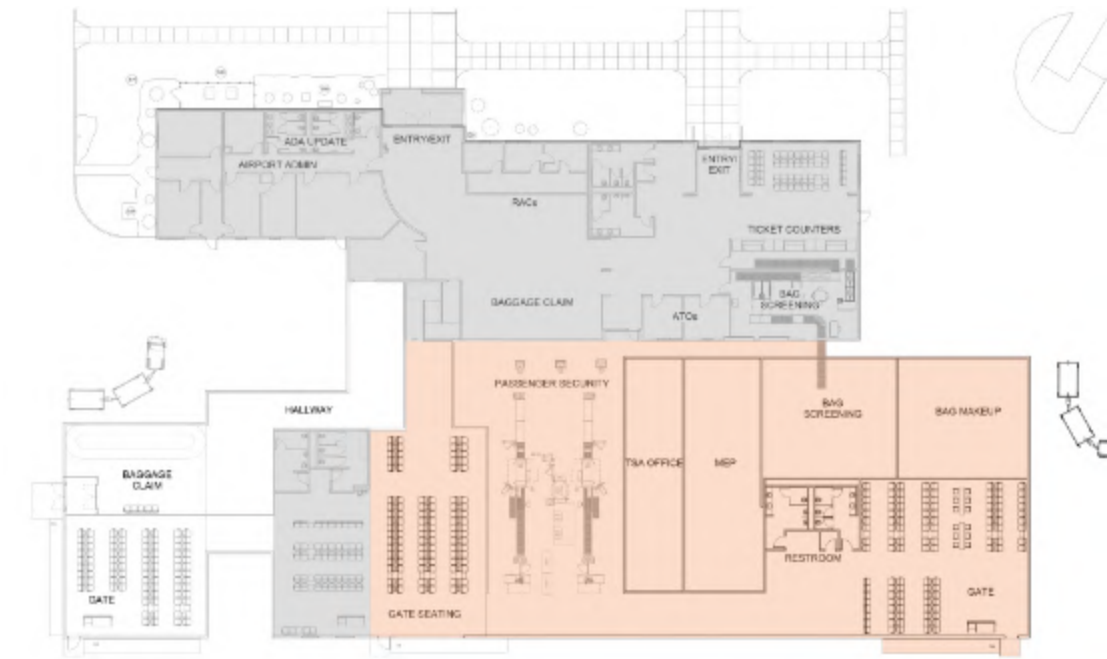 ADA UPDATE
ENTRY/EXIT
AIRPORT ADMIN
ENTRY/
EXIT
RACs
TICKET COUNTERS
BAGGAGE CLAIM
BAG
SCREENING
ATOs
PASSENGER SECURITY
HALLWAY
BAG
SCREENING
BAG MAKEUP
BAGGAGE
CLAIM
TSA OFFICE
MEP
RESTROOM
GATE
GATE SEATING
GATE